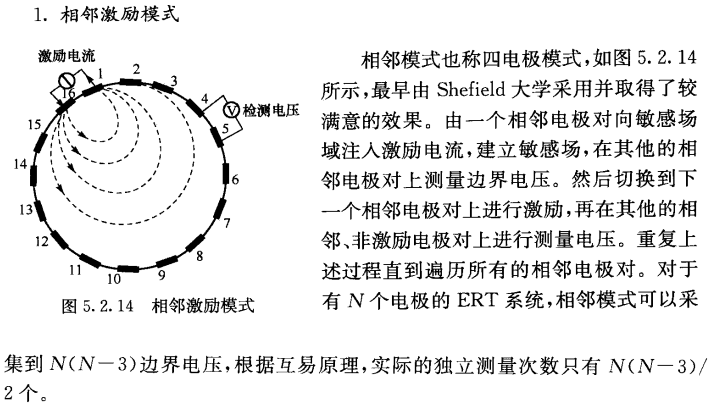 1. 相邻激励模式
激励电流
1
2
3
4
V
检测电压
5
6
7
8
9
10
11
12
13
14
15
16
图 5.2.14 相邻激励模式
相邻模式也称四电极模式,如图 5.2.14
所示,最早由 Shefield 大学采用并取得了较
满意的效果。由一个相邻电极对向敏感场
域注入激励电流,建立敏感场,在其他的相
邻电极对上测量边界电压。然后切换到下
一个相邻电极对上进行激励,再在其他的相
邻、非激励电极对上进行测量电压。重复上
述过程直到遍历所有的相邻电极对。对于
有 N 个电极的 ERT 系统,相邻模式可以采
集到 N(N-3)边界电压,根据互易原理,实际的独立测量次数只有 N(N-3)/
2 个。